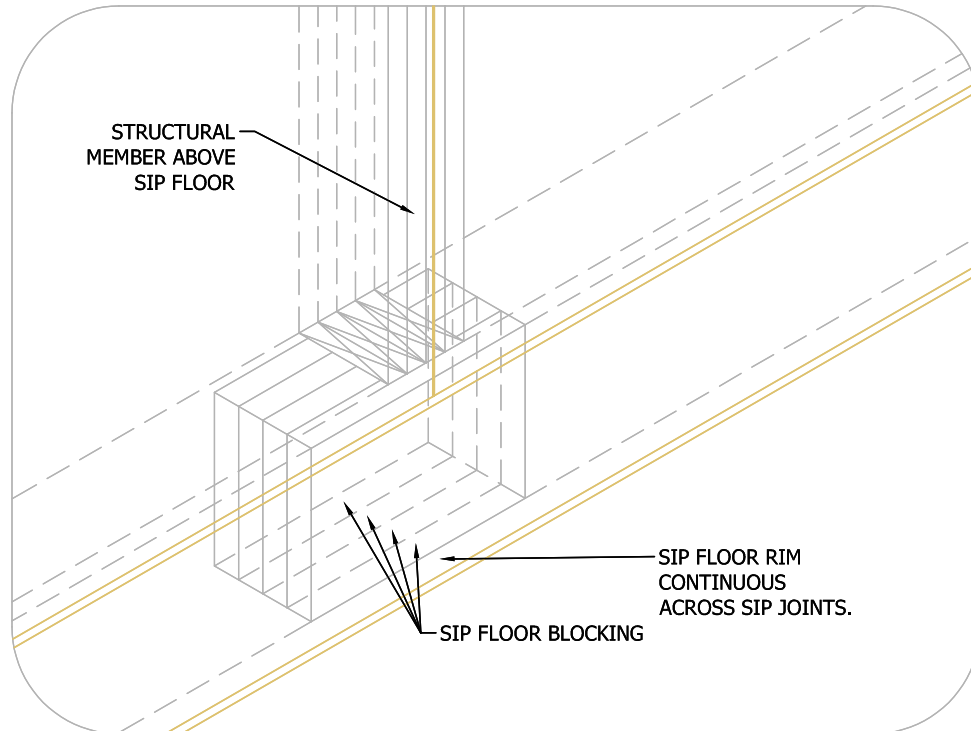 STRUCTURAL
MEMBER ABOVE
SIP FLOOR
SIP FLOOR RIM
CONTINUOUS
ACROSS SIP JOINTS.
SIP FLOOR BLOCKING